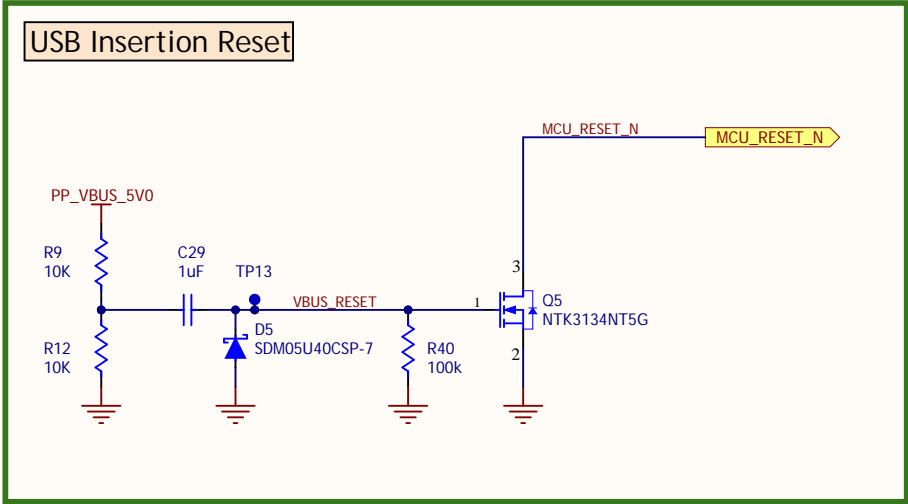 USB Insertion Reset
MCU_RESET_N
MCU_RESET_N
PP_VBUS_5V0
R9
10K
C29
1uF
TP13
3
VBUS_RESET
1
Q5
NTK3134NT5G
D5
SDM05U40CSP-7
R12
10K
R40
100k
2